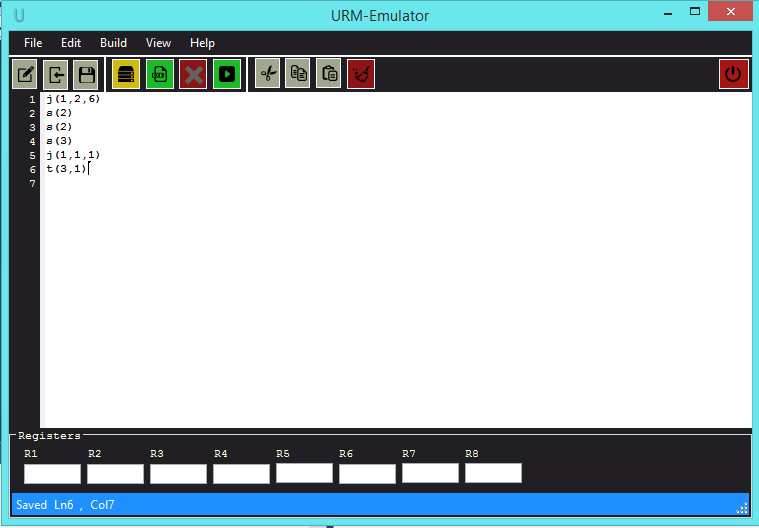 U URM-Emulator
File Edit Build View Help
1 j(1,2,6)
2 s(2)
3 s(2)
4 s(3)
5 j(1,1,1)
6 t(3,1)
7
Registers
R1 R2 R3 R4 R5 R6 R7 R8
Saved Ln6 , Col7